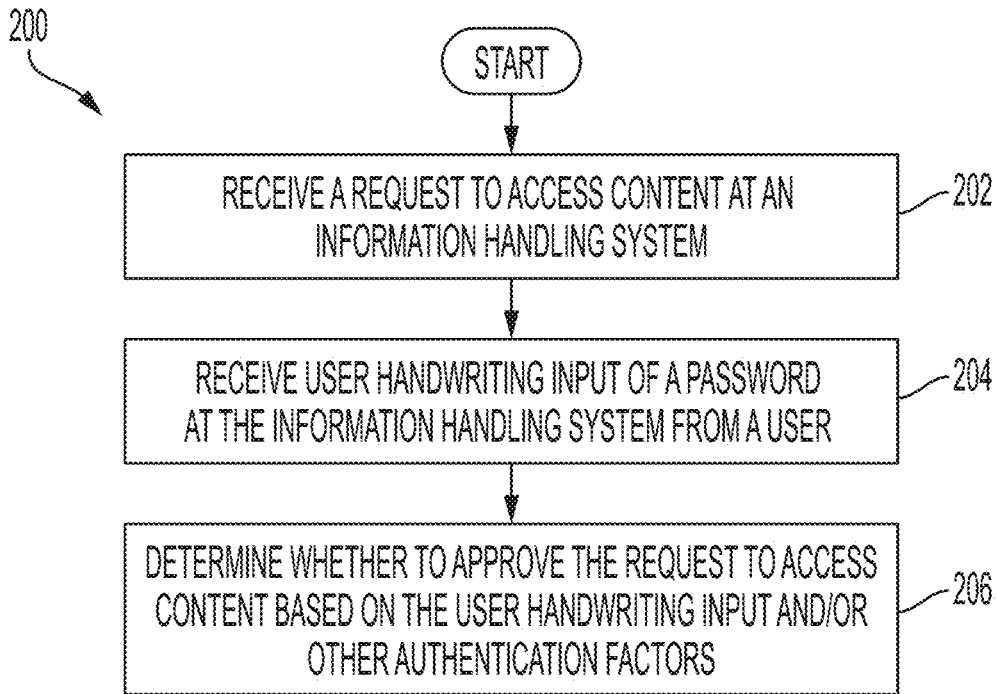 200
START
RECEIVE A REQUEST TO ACCESS CONTENT AT AN
INFORMATION HANDLING SYSTEM
202
RECEIVE USER HANDWRITING INPUT OF A PASSWORD
AT THE INFORMATION HANDLING SYSTEM FROM A USER
204
DETERMINE WHETHER TO APPROVE THE REQUEST TO ACCESS
CONTENT BASED ON THE USER HANDWRITING INPUT AND/OR
OTHER AUTHENTICATION FACTORS
206